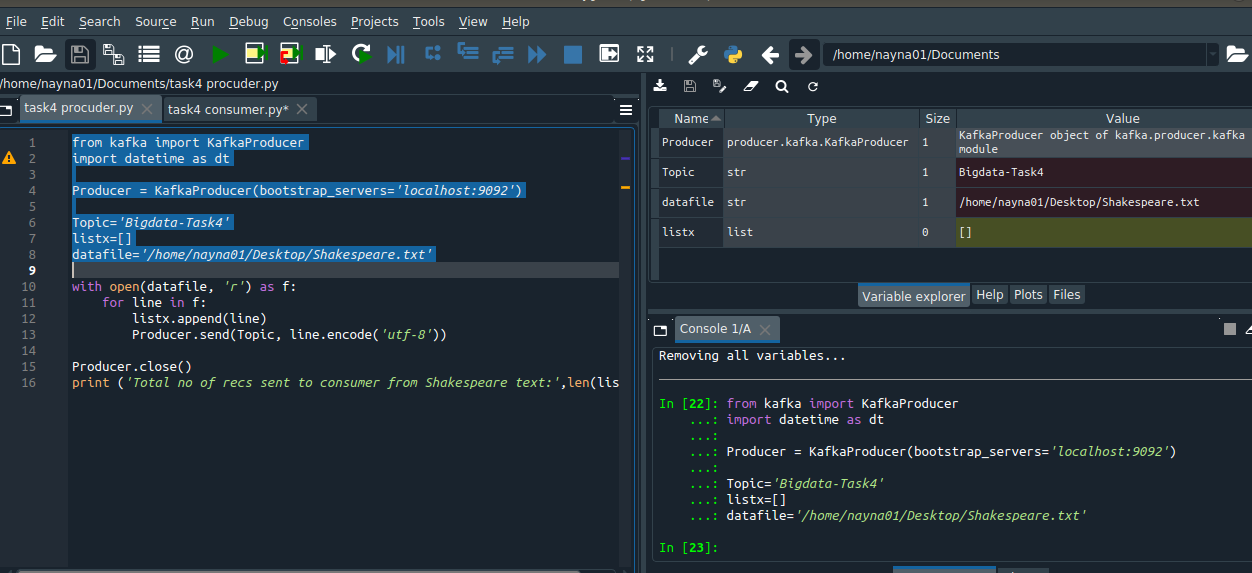 File Edit Search Source Run Debug Consoles Projects Tools View Help
/home/nayna01/Documents
/home/nayna01/Documents/task4 procuder.py
task4 procuder.py
task4 consumer.py*
1 from kafka import KafkaProducer
2 import datetime as dt
3
4 Producer = KafkaProducer(bootstrap_servers='localhost:9092')
5
6 Topic='Bigdata-Task4'
7 listx=[]
8 datafile='/home/nayna01/Desktop/Shakespeare.txt'
9
10 with open(datafile, 'r') as f:
11 for line in f:
12 listx.append(line)
13 Producer.send(Topic, line.encode('utf-8'))
14
15 Producer.close()
16 print ('Total no of recs sent to consumer from Shakespeare text:',len(lis
Name Type Size Value
Producer producer.kafka.KafkaProducer 1 KafkaProducer object of kafka.producer.kafka
module
Topic str 1 Bigdata-Task4
datafile str 1 /home/nayna01/Desktop/Shakespeare.txt
listx list 0 []
Variable explorer Help Plots Files
Console 1/A
Removing all variables...
In [22]: from kafka import KafkaProducer
...: import datetime as dt
...:
...: Producer = KafkaProducer(bootstrap_servers='localhost:9092')
...:
...: Topic='Bigdata-Task4'
...: listx=[]
...: datafile='/home/nayna01/Desktop/Shakespeare.txt'
In [23]: